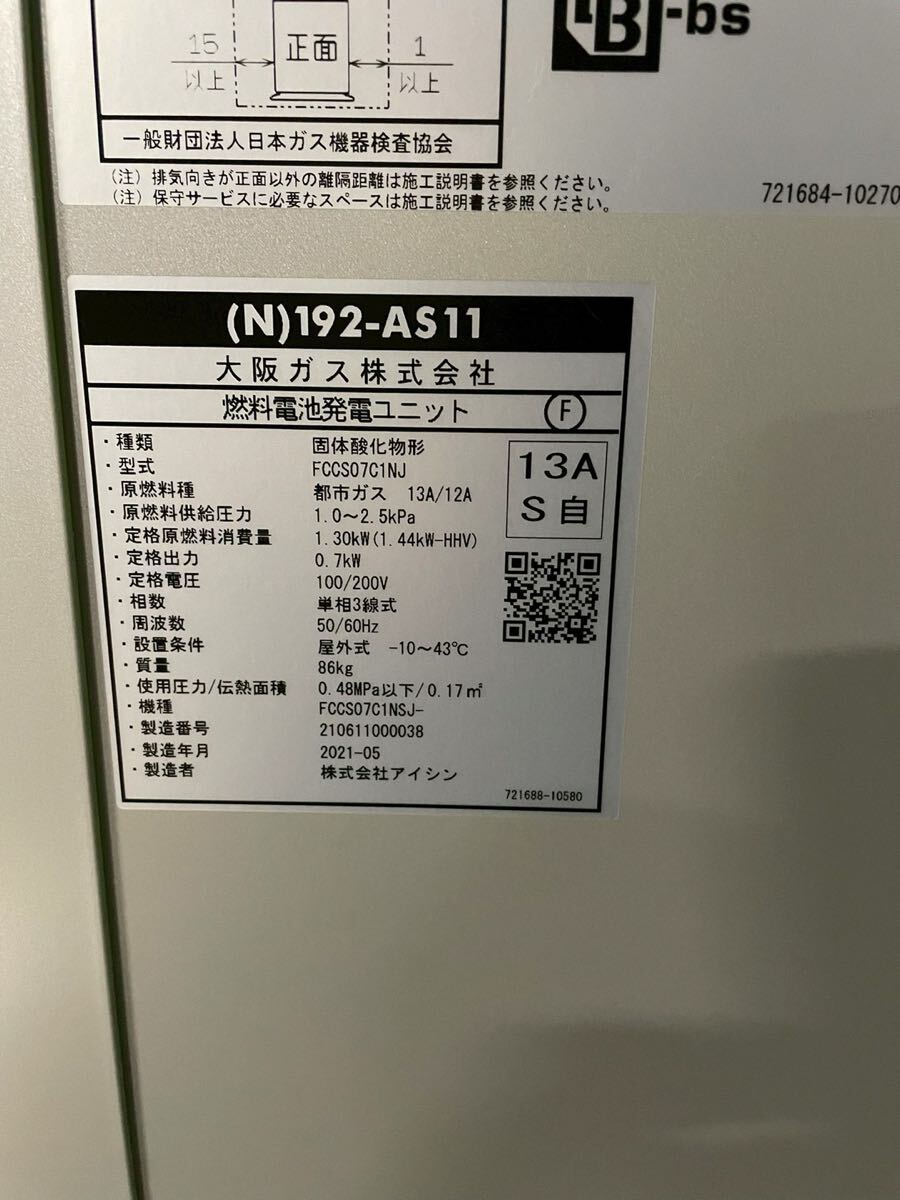 15
以上
正面
1
以上
B-bs
一般財団法人日本ガス機器検査協会
(注) 排気向きが正面以外の離隔距離は施工説明書を参照ください。
(注) 保守サービスに必要なスペースは施工説明書を参照ください。
721684-10270
(N)192-AS11
大阪ガス株式会社
燃料電池発電ユニット Ⓕ
・種類 固体酸化物形
・型式 FCCS07C1NJ
・原燃料種 都市ガス 13A/12A
・原燃料供給圧力 1.0～2.5kPa
・定格原燃料消費量 1.30kW(1.44kW-HHV)
・定格出力 0.7kW
・定格電圧 100/200V
・相数 単相3線式
・周波数 50/60Hz
・設置条件 屋外式 -10～43℃
・質量 86kg
・使用圧力/伝熱面積 0.48MPa以下/0.17㎡
・機種 FCCS07C1NSJ-
・製造番号 210611000038
・製造年月 2021-05
・製造者 株式会社アイシン
13A
S 自
721688-10580